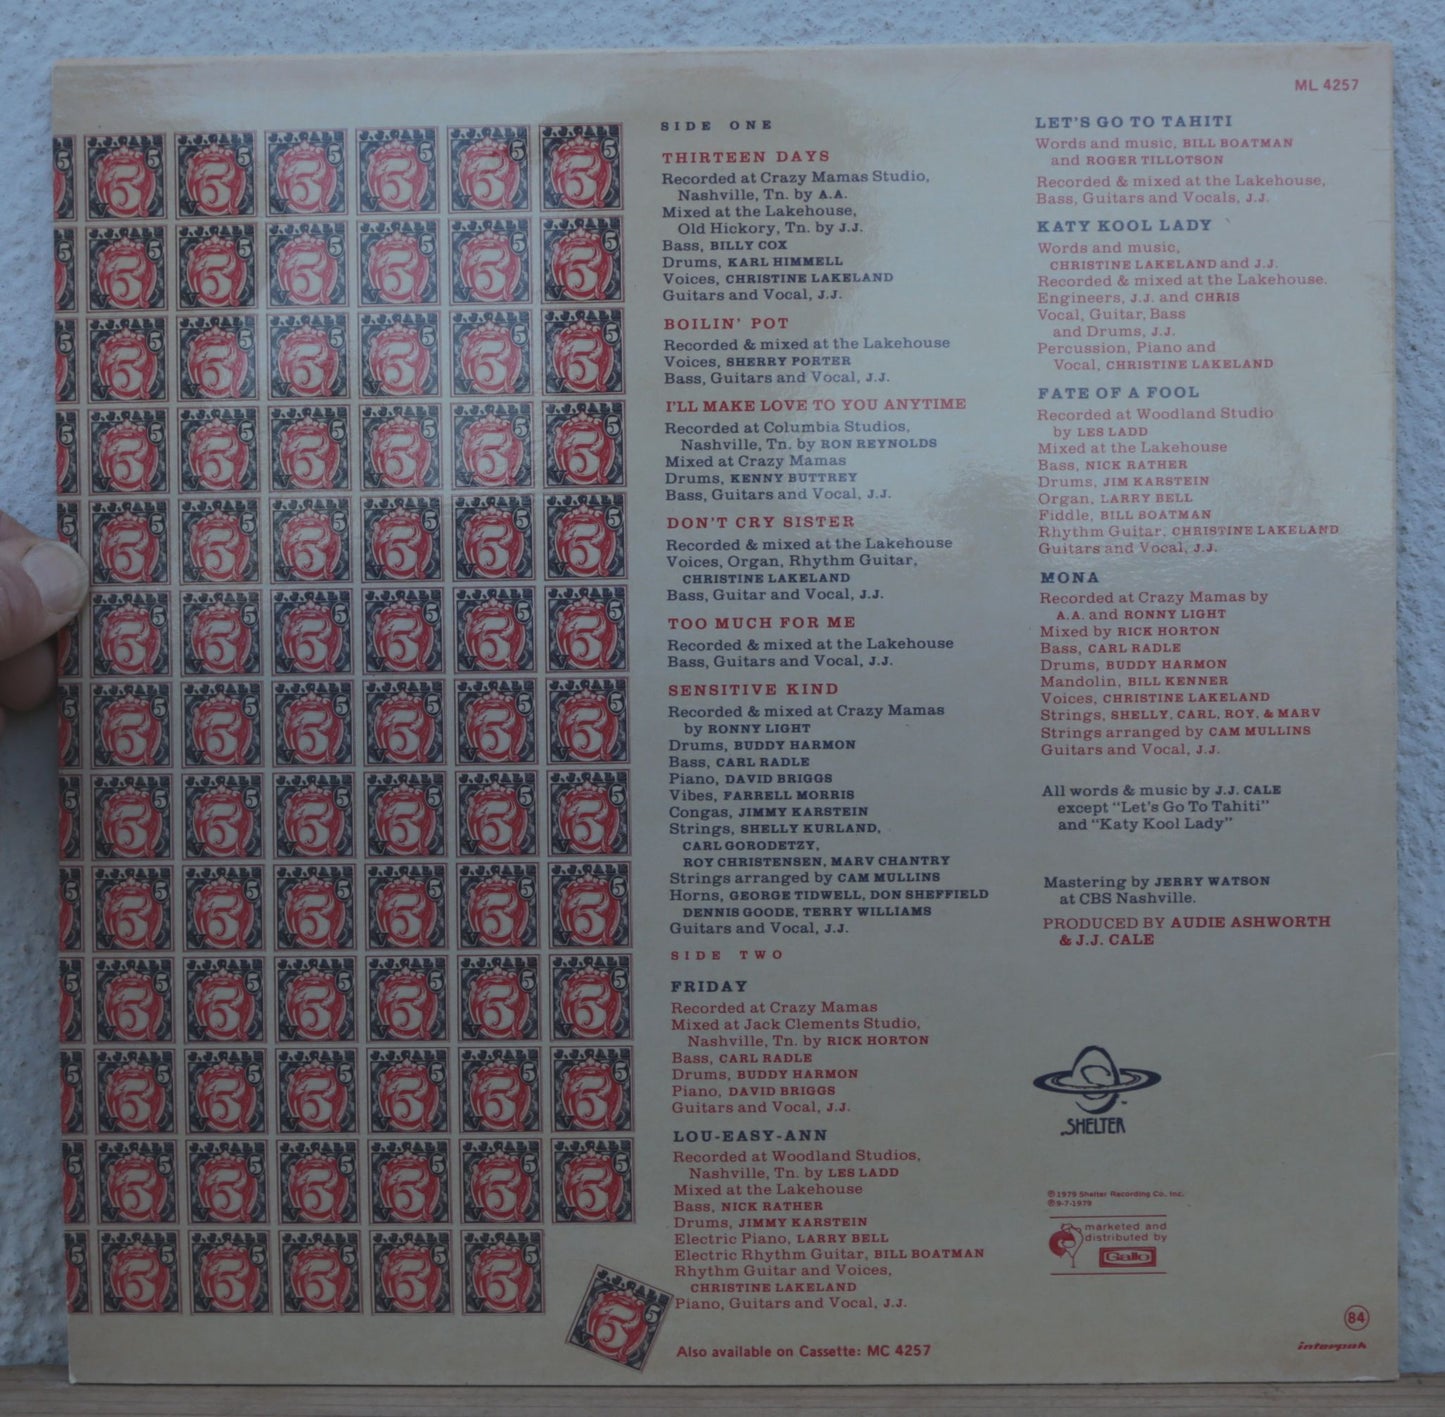 ML 4257
SIDE ONE
THIRTEEN DAYS
Recorded at Crazy Mamas Studio,
Nashville, Tn. by A.A.
Mixed at the Lakehouse,
Old Hickory, Tn. by J.J.
Bass, BILLY COX
Drums, KARL HIMMELL
Voices, CHRISTINE LAKELAND
Guitars and Vocal, J.J.
BOILIN' POT
Recorded & mixed at the Lakehouse
Voices, SHERRY PORTER
Bass, Guitars and Vocal, J.J.
I'LL MAKE LOVE TO YOU ANYTIME
Recorded at Columbia Studios,
Nashville, Tn. by RON REYNOLDS
Mixed at Crazy Mamas
Drums, KENNY BUTTREY
Bass, Guitars and Vocal, J.J.
DON'T CRY SISTER
Recorded & mixed at the Lakehouse
Voices, Organ, Rhythm Guitar,
CHRISTINE LAKELAND
Bass, Guitar and Vocal, J.J.
TOO MUCH FOR ME
Recorded & mixed at the Lakehouse
Bass, Guitars and Vocal, J.J.
SENSITIVE KIND
Recorded & mixed at Crazy Mamas
by RONNY LIGHT
Drums, BUDDY HARMON
Bass, CARL RADLE
Piano, DAVID BRIGGS
Vibes, FARRELL MORRIS
Congas, JIMMY KARSTEIN
Strings, SHELLY KURLAND,
CARL GORODETZY,
ROY CHRISTENSEN, MARV CHANTRY
Strings arranged by CAM MULLINS
Horns, GEORGE TIDWELL, DON SHEFFIELD
DENNIS GOODE, TERRY WILLIAMS
Guitars and Vocal, J.J.
SIDE TWO
FRIDAY
Recorded at Crazy Mamas
Mixed at Jack Clements Studio,
Nashville, Tn. by RICK HORTON
Bass, CARL RADLE
Drums, BUDDY HARMON
Piano, DAVID BRIGGS
Guitars and Vocal, J.J.
LOU-EASY-ANN
Recorded at Woodland Studios,
Nashville, Tn. by LES LADD
Mixed at the Lakehouse
Bass, NICK RATHER
Drums, JIMMY KARSTEIN
Electric Piano, LARRY BELL
Electric Rhythm Guitar, BILL BOATMAN
Rhythm Guitar and Voices,
CHRISTINE LAKELAND
Piano, Guitars and Vocal, J.J.
Also available on Cassette: MC 4257
LET'S GO TO TAHITI
Words and music, BILL BOATMAN
and ROGER TILLOTSON
Recorded & mixed at the Lakehouse,
Bass, Guitars and Vocals, J.J.
KATY KOOL LADY
Words and music,
CHRISTINE LAKELAND and J.J.
Recorded & mixed at the Lakehouse.
Engineers, J.J. and CHRIS
Vocal, Guitar, Bass
and Drums, J.J.
Percussion, Piano and
Vocal, CHRISTINE LAKELAND
FATE OF A FOOL
Recorded at Woodland Studio
by LES LADD
Mixed at the Lakehouse
Bass, NICK RATHER
Drums, JIM KARSTEIN
Organ, LARRY BELL
Fiddle, BILL BOATMAN
Rhythm Guitar, CHRISTINE LAKELAND
Guitars and Vocal, J.J.
MONA
Recorded at Crazy Mamas by
A.A. and RONNY LIGHT
Mixed by RICK HORTON
Bass, CARL RADLE
Drums, BUDDY HARMON
Mandolin, BILL KENNER
Voices, CHRISTINE LAKELAND
Strings, SHELLY, CARL, ROY, & MARV
Strings arranged by CAM MULLINS
Guitars and Vocal, J.J.
All words & music by J.J. CALE
except "Let's Go To Tahiti"
and "Katy Kool Lady"
Mastering by JERRY WATSON
at CBS Nashville.
PRODUCED BY AUDIE ASHWORTH
& J.J. CALE
SHELTER
℗ 1979 Shelter Recording Co., Inc.
℗ 9-7-1979
marketed and
distributed by
Gallo
84
interpak
J.J.CALE
5
5
V